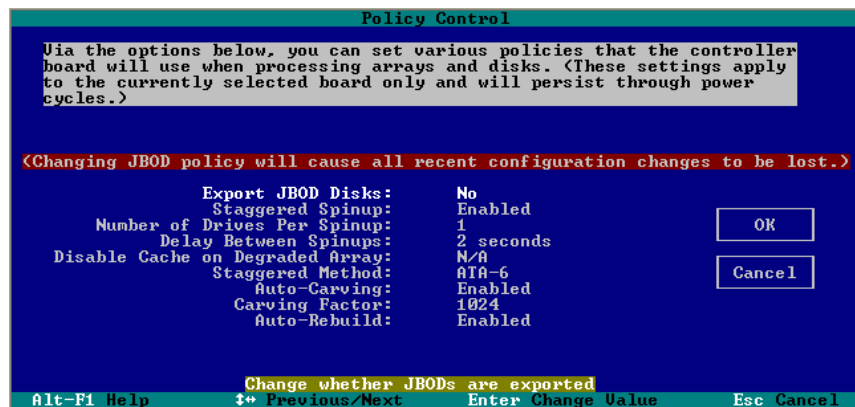 Policy Control
Via the options below, you can set various policies that the controller
board will use when processing arrays and disks. (These settings apply
to the currently selected board only and will persist through power
cycles.)
(Changing JBOD policy will cause all recent configuration changes to be lost.)
Export JBOD Disks: No
Staggered Spinup: Enabled
Number of Drives Per Spinup: 1
Delay Between Spinups: 2 seconds
Disable Cache on Degraded Array: N/A
Staggered Method: ATA-6
Auto-Carving: Enabled
Carving Factor: 1024
Auto-Rebuild: Enabled
OK
Cancel
Change whether JBODs are exported
Alt-F1 Help ↕↔ Previous/Next Enter Change Value Esc Cancel